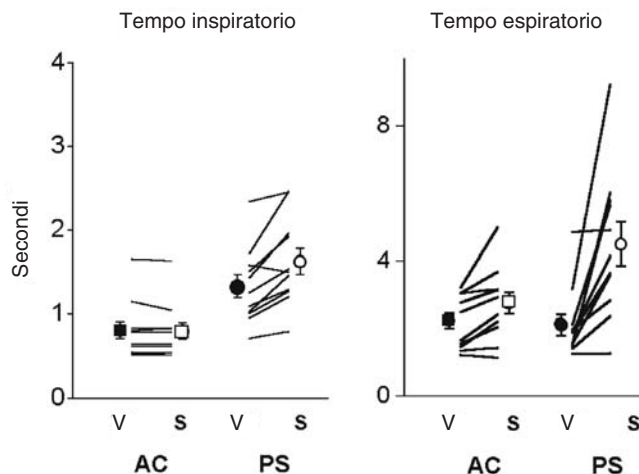 Tempo inspiratorio
Tempo espiratorio
Secondi
4
3
2
1
0
V S V S
AC PS
8
4
0
V S V S
AC PS